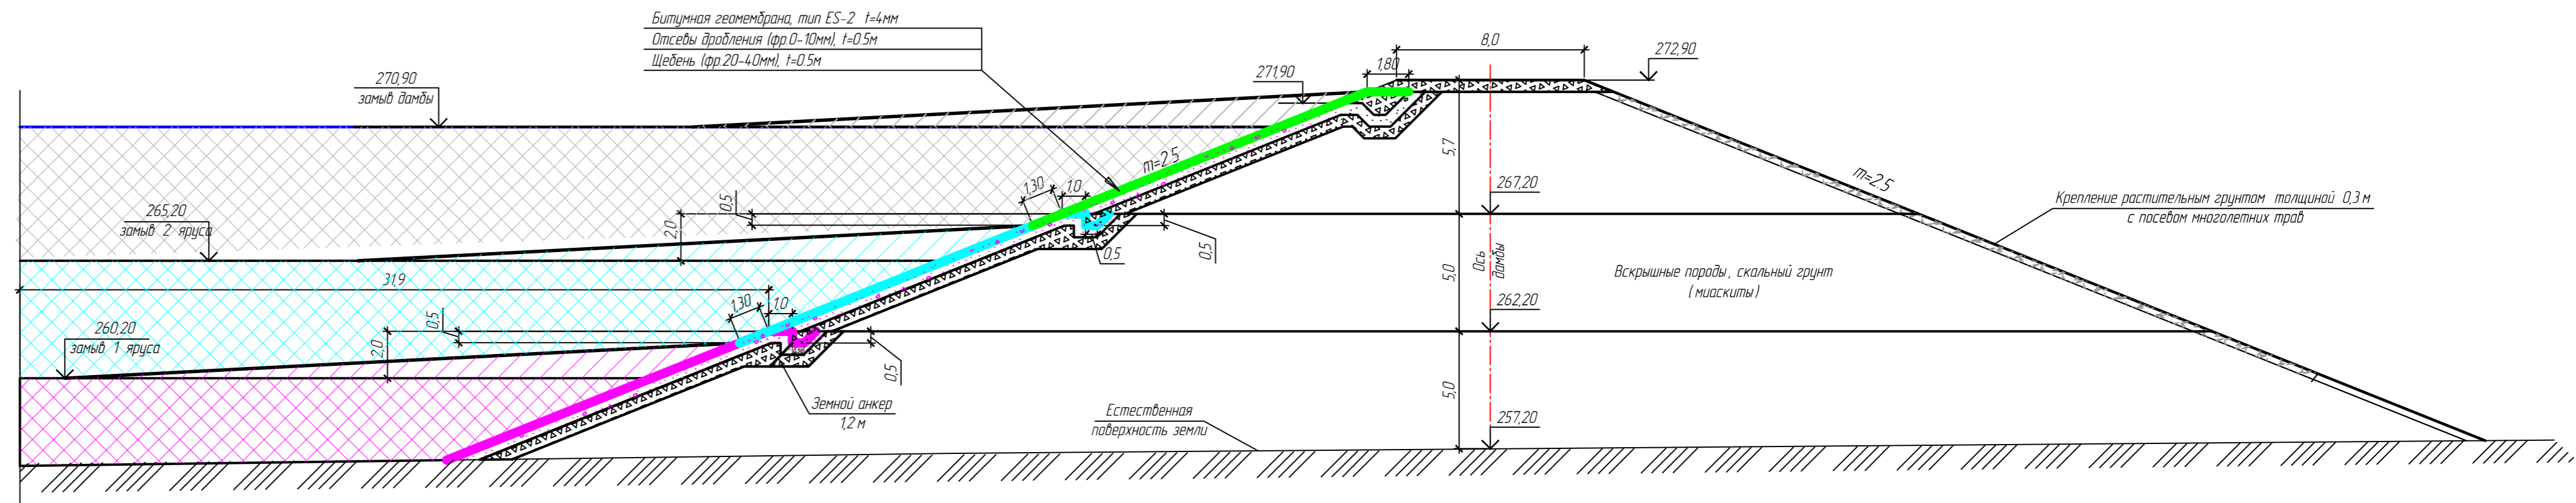 Битумная геомембрана, тип ES-2 t=4мм
Отсевы дробления (фр.0-10мм), t=0.5м
Щебень (фр.20-40мм), t=0.5м
8,0
272,90
1,80
271,90
270,90
замыв дамбы
m=2.5
5,7
1,30
1,0
0,5
267,20
m=2.5
Крепление растительным грунтом толщиной 0,3 м
с посевом многолетних трав
265,20
замыв 2 яруса
2,0
0,5
0,5
Ось
дамбы
5,0
Вскрышные породы, скальный грунт
(миаскиты)
31,9
1,30
1,0
0,5
262,20
260,20
замыв 1 яруса
2,0
0,5
Земной анкер
1,2 м
Естественная
поверхность земли
5,0
257,20